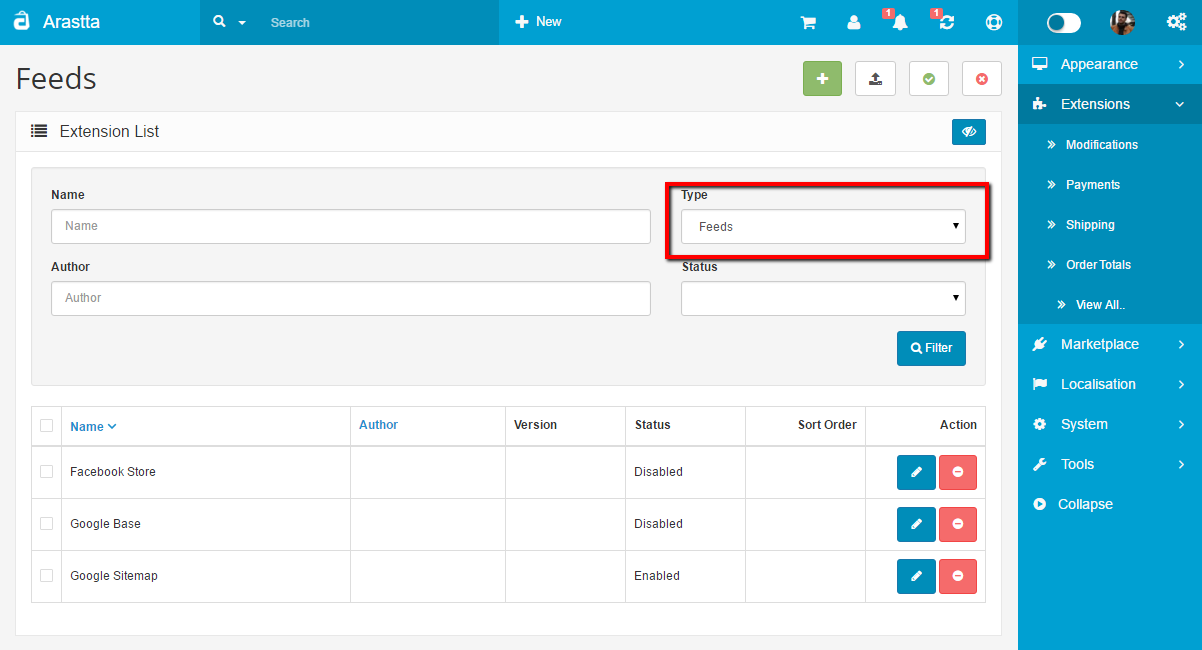 Arastta
Search
New
1
1
Feeds
Extension List
Name
Name
Type
Feeds
Author
Author
Status
Filter
Name Author Version Status Sort Order Action
Facebook Store Disabled
Google Base Disabled
Google Sitemap Enabled
Appearance
Extensions
Modifications
Payments
Shipping
Order Totals
View All..
Marketplace
Localisation
System
Tools
Collapse